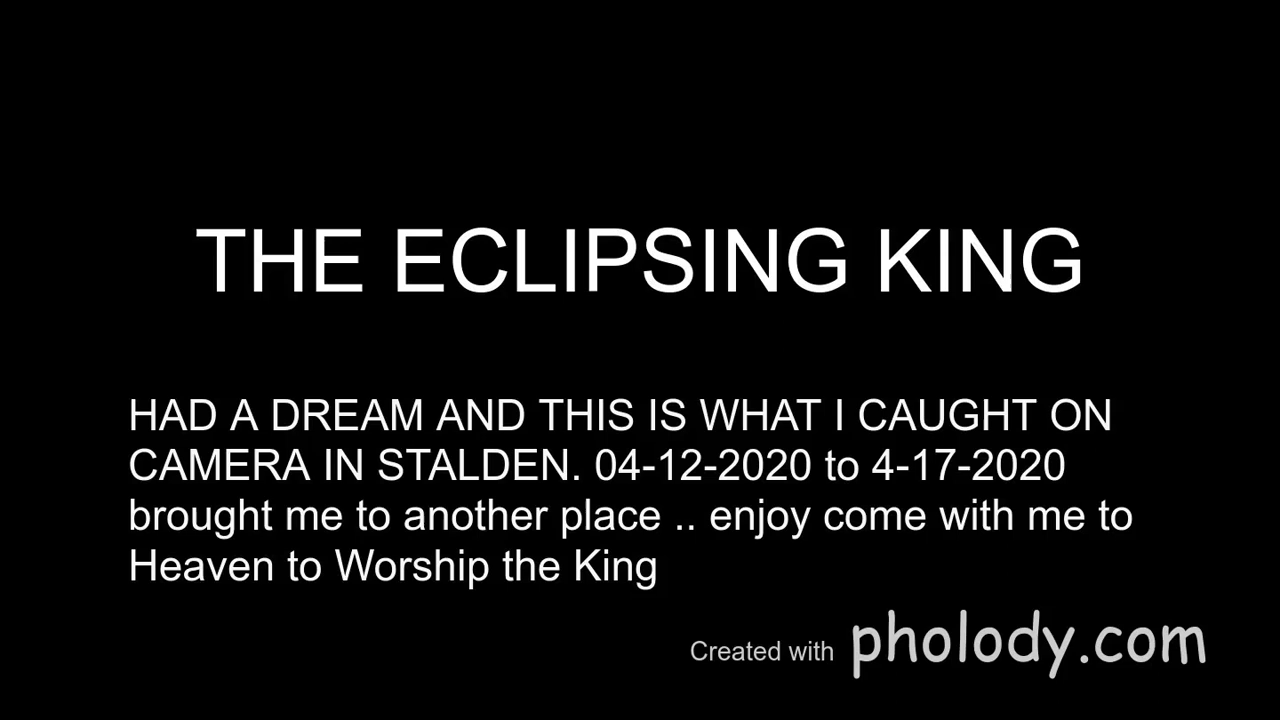 THE ECLIPSING KING
HAD A DREAM AND THIS IS WHAT I CAUGHT ON
CAMERA IN STALDEN. 04-12-2020 to 4-17-2020
brought me to another place .. enjoy come with me to
Heaven to Worship the King
Created with pholody.com